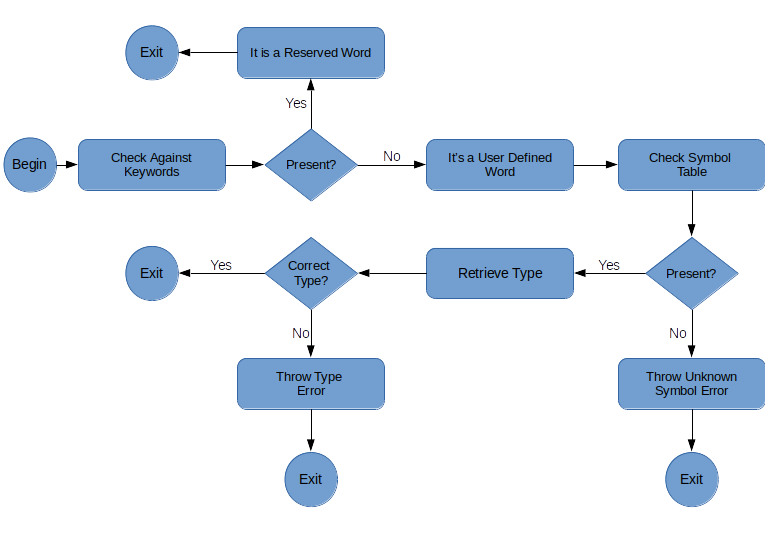 Exit
It is a Reserved Word
Yes
Begin
Check Against
Keywords
Present?
No
It's a User Defined
Word
Check Symbol
Table
Exit
Yes
Correct
Type?
Retrieve Type
Yes
Present?
No
No
Throw Type
Error
Throw Unknown
Symbol Error
Exit
Exit